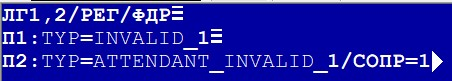 ЛГ1,2/РЕГ/ФДР≡
П1:TYP=INVALID_1≡
П2:TYP=ATTENDANT_INVALID_1/СОПР=1▶